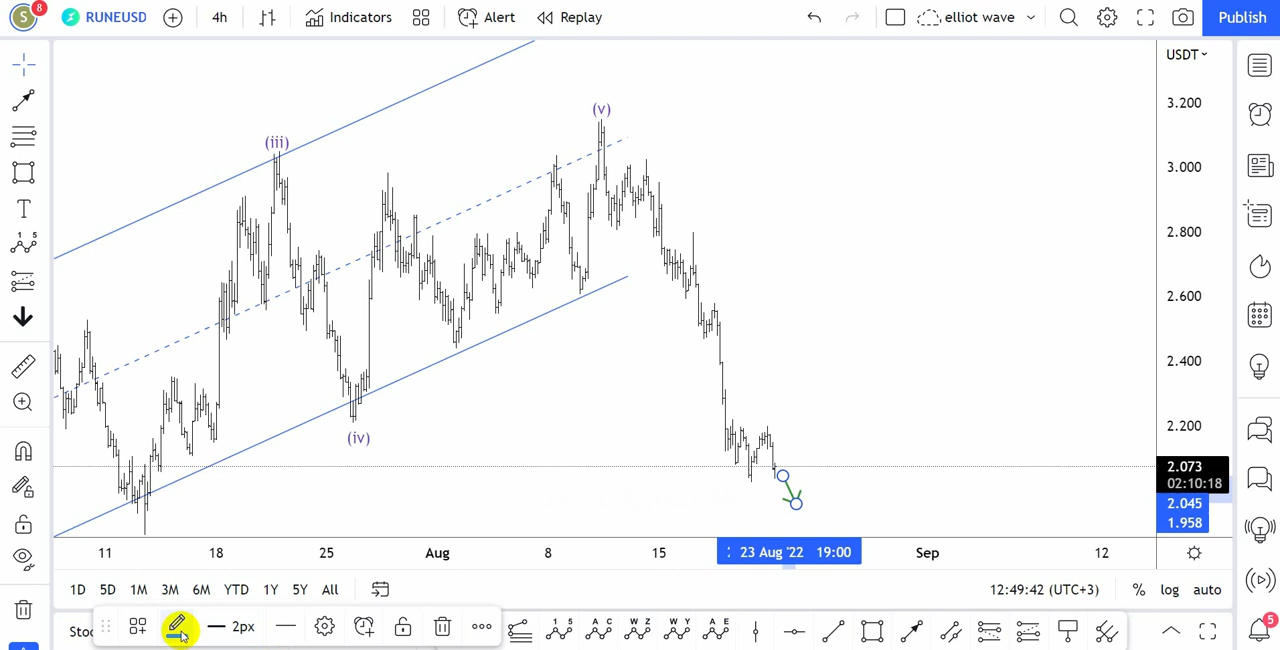 S 8 RUNEUSD 4h Indicators Alert Replay elliot wave Publish
USDT
3.200
(v)
(iii)
3.000
2.800
2.600
2.400
2.200
(iv)
2.073
02:10:18
2.045
1.958
11 18 25 Aug 8 15 23 Aug '22 19:00 Sep 12
1D 5D 1M 3M 6M YTD 1Y 5Y All 12:49:42 (UTC+3) % log auto
Stoc 2px
5